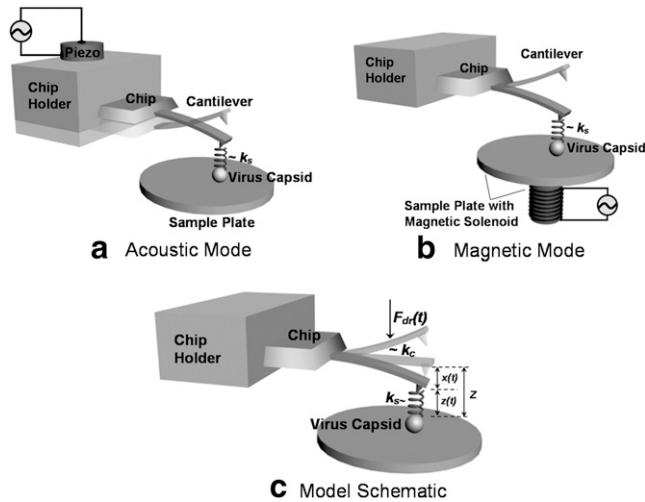 Piezo
Chip
Holder
Chip
Cantilever
~ ks
Virus Capsid
Sample Plate
a Acoustic Mode
Chip
Holder
Chip
Cantilever
~ ks
Virus Capsid
Sample Plate with
Magnetic Solenoid
b Magnetic Mode
Chip
Holder
Chip
Fdr(t)
~ kc
x(t)
z(t)
Z
ks~
Virus Capsid
c Model Schematic